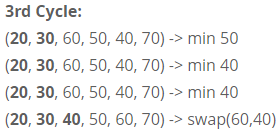 3rd Cycle:
(20, 30, 60, 50, 40, 70) -> min 50
(20, 30, 60, 50, 40, 70) -> min 40
(20, 30, 60, 50, 40, 70) -> min 40
(20, 30, 40, 50, 60, 70) -> swap(60,40)